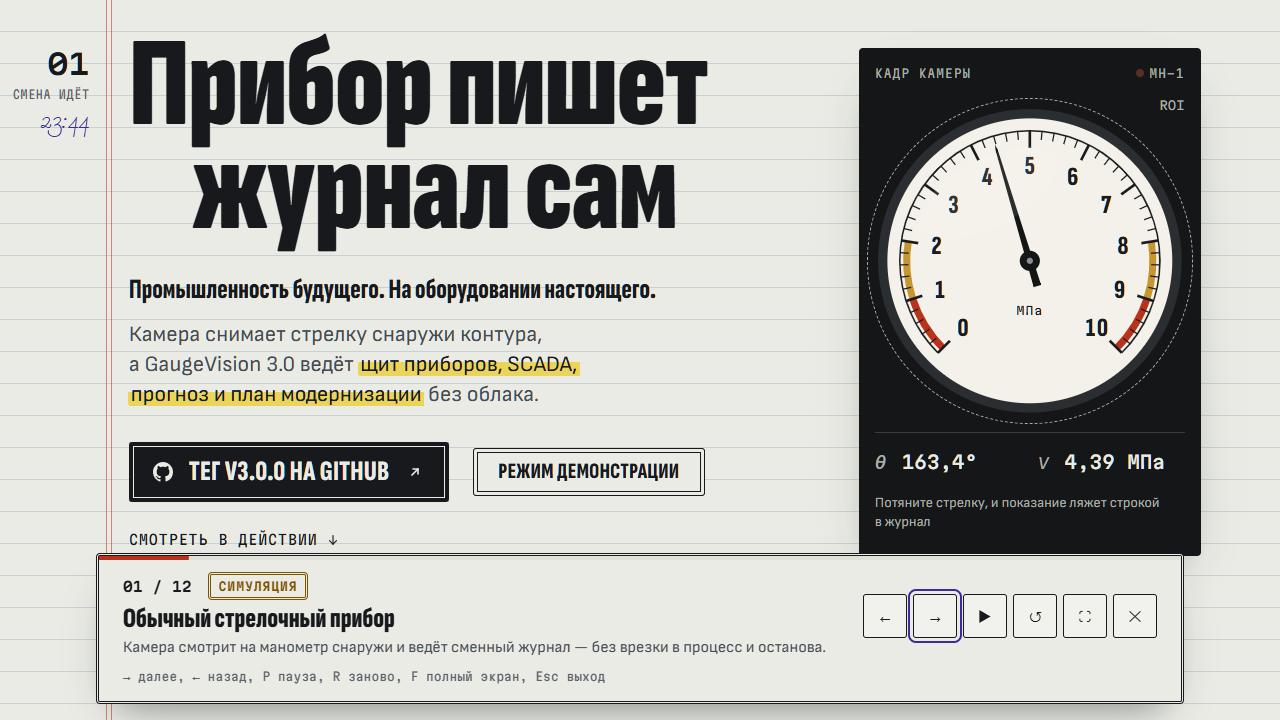 01
СМЕНА ИДЁТ
23:44
Прибор пишет
журнал сам
Промышленность будущего. На оборудовании настоящего.
Камера снимает стрелку снаружи контура,
а GaugeVision 3.0 ведёт щит приборов, SCADA,
прогноз и план модернизации без облака.
ТЕГ V3.0.0 НА GITHUB ↗
РЕЖИМ ДЕМОНСТРАЦИИ
СМОТРЕТЬ В ДЕЙСТВИИ ↓
КАДР КАМЕРЫ
МН-1
ROI
0 1 2 3 4 5 6 7 8 9 10
МПа
θ 163,4°
V 4,39 МПа
Потяните стрелку, и показание ляжет строкой
в журнал
01 / 12
СИМУЛЯЦИЯ
Обычный стрелочный прибор
Камера смотрит на манометр снаружи и ведёт сменный журнал — без врезки в процесс и останова.
→ далее, ← назад, P пауза, R заново, F полный экран, Esc выход